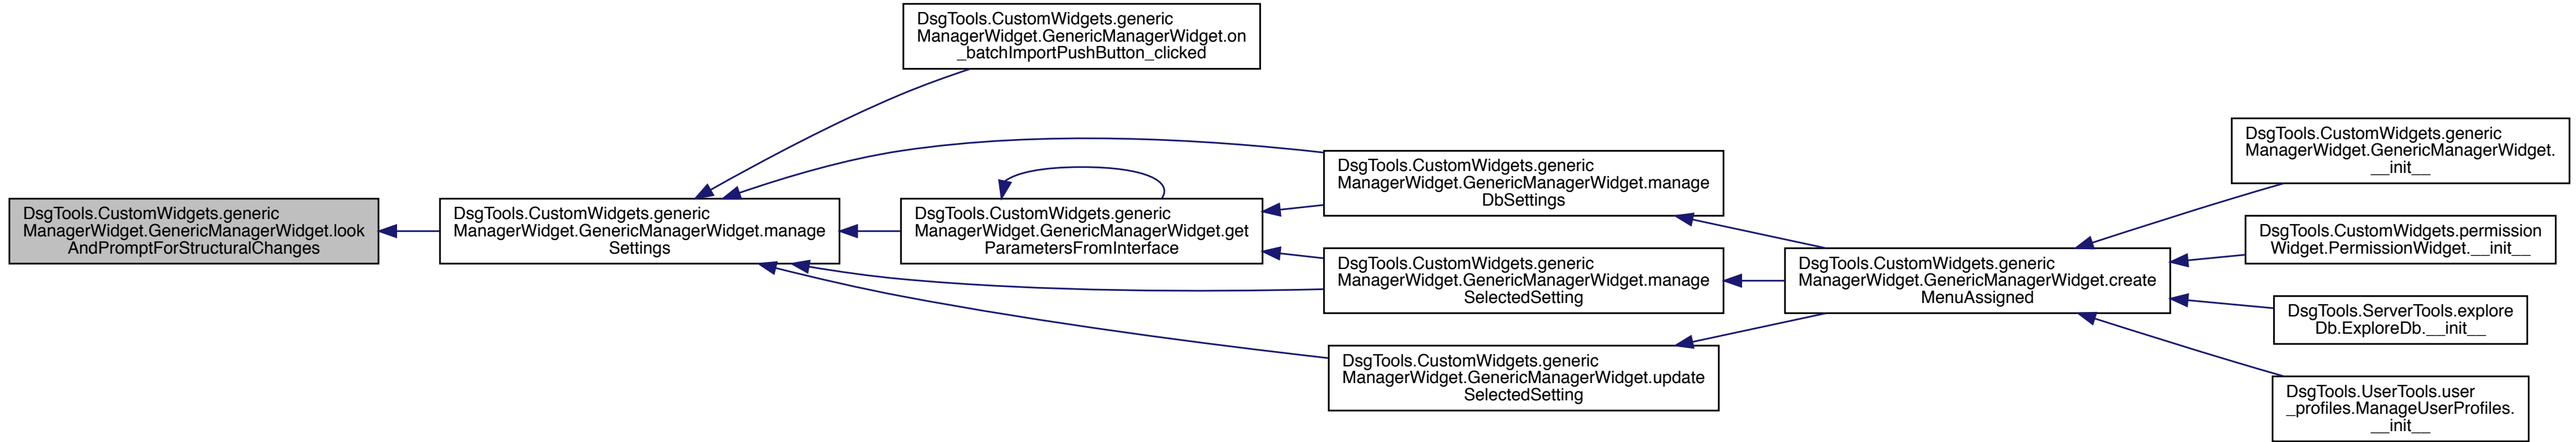 DsgTools.CustomWidgets.generic
ManagerWidget.GenericManagerWidget.look
AndPromptForStructuralChanges
DsgTools.CustomWidgets.generic
ManagerWidget.GenericManagerWidget.manage
Settings
DsgTools.CustomWidgets.generic
ManagerWidget.GenericManagerWidget.on
_batchImportPushButton_clicked
DsgTools.CustomWidgets.generic
ManagerWidget.GenericManagerWidget.get
ParametersFromInterface
DsgTools.CustomWidgets.generic
ManagerWidget.GenericManagerWidget.manage
DbSettings
DsgTools.CustomWidgets.generic
ManagerWidget.GenericManagerWidget.manage
SelectedSetting
DsgTools.CustomWidgets.generic
ManagerWidget.GenericManagerWidget.update
SelectedSetting
DsgTools.CustomWidgets.generic
ManagerWidget.GenericManagerWidget.create
MenuAssigned
DsgTools.CustomWidgets.generic
ManagerWidget.GenericManagerWidget.
__init__
DsgTools.CustomWidgets.permission
Widget.PermissionWidget.__init__
DsgTools.ServerTools.explore
Db.ExploreDb.__init__
DsgTools.UserTools.user
_profiles.ManageUserProfiles.
__init__